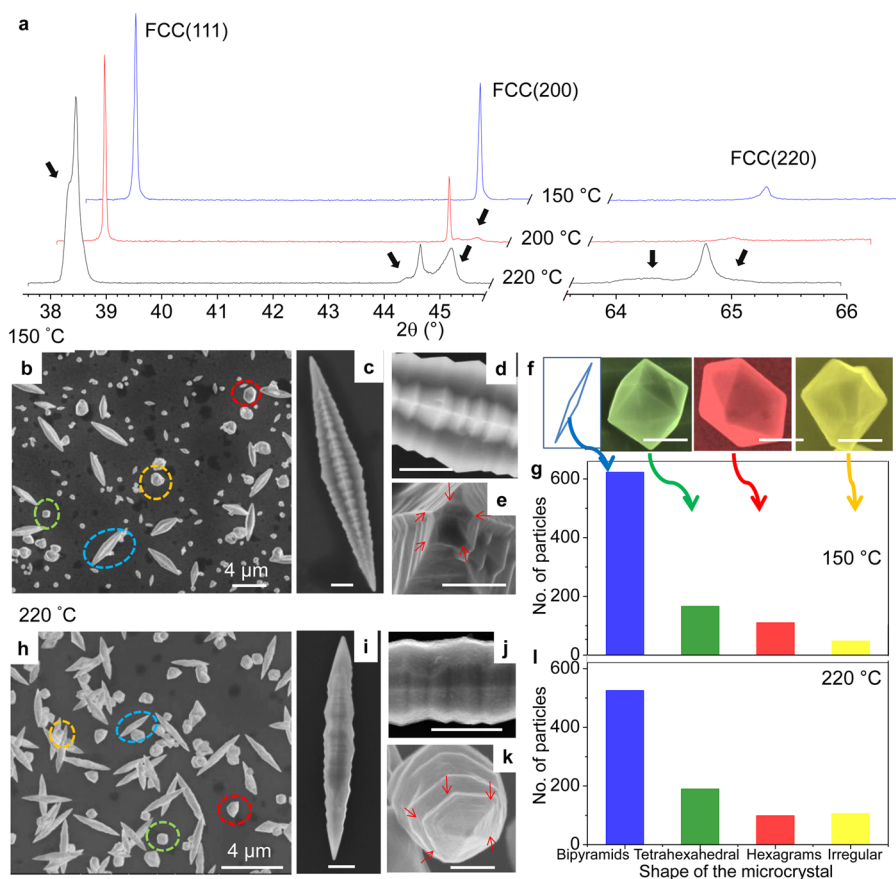 a
FCC(111)
FCC(200)
FCC(220)
150 °C
200 °C
220 °C
38 39 40 41 42 43 44 45 64 65 66
2θ (°)
150 °C
b
4 µm
c
d
e
f
g
600
400
200
0
No. of particles
150 °C
220 °C
h
4 µm
i
j
k
l
600
400
200
0
No. of particles
220 °C
Bipyramids Tetrahexahedral Hexagrams Irregular
Shape of the microcrystal